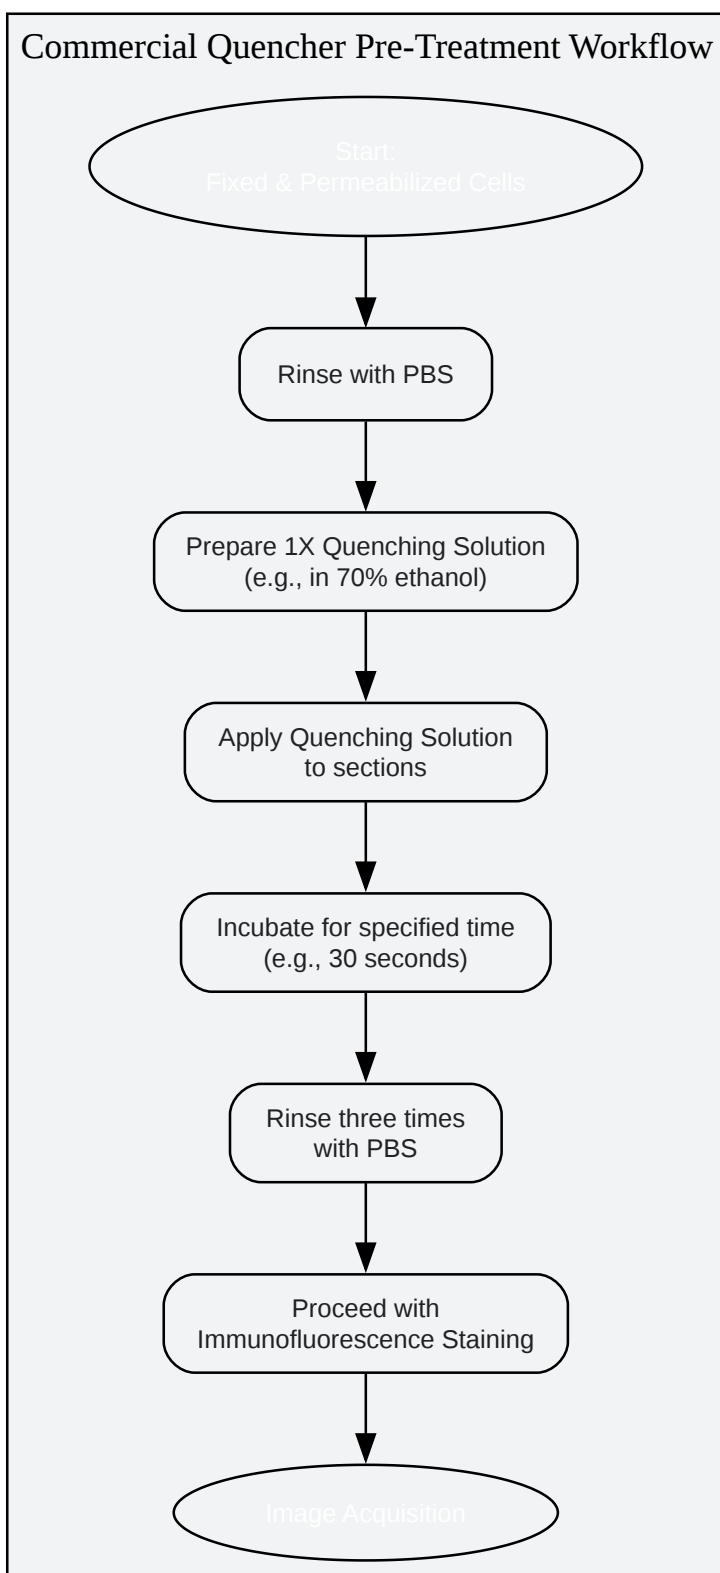 Commercial Quencher Pre-Treatment Workflow
Start:
Fixed & Permeabilized Cells
Rinse with PBS
Prepare 1X Quenching Solution
(e.g., in 70% ethanol)
Apply Quenching Solution
to sections
Incubate for specified time
(e.g., 30 seconds)
Rinse three times
with PBS
Proceed with
Immunofluorescence Staining
Image Acquisition